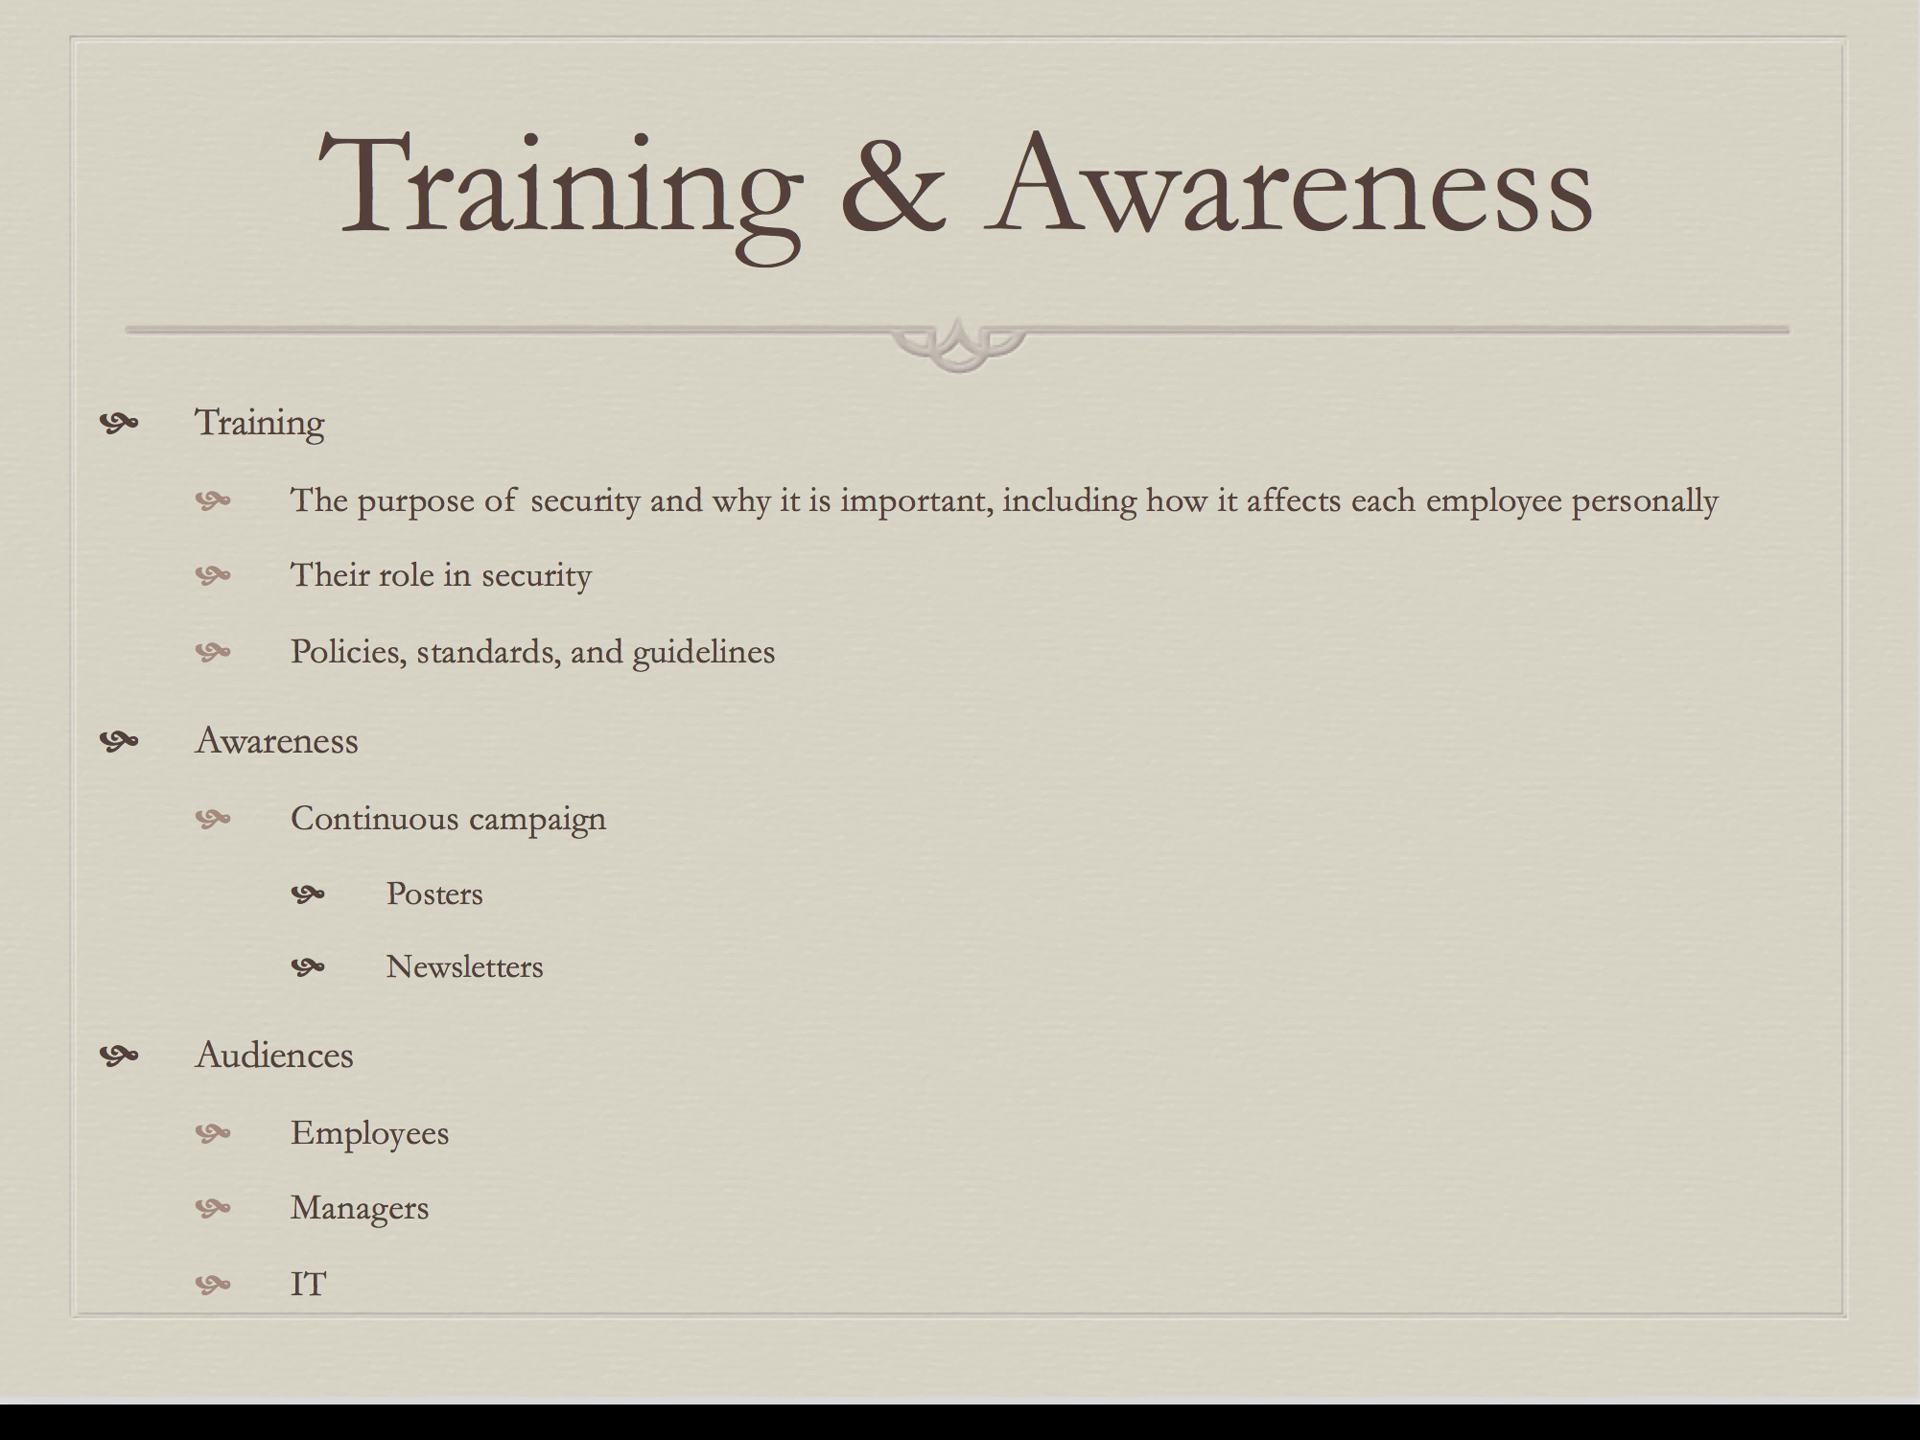 Training & Awareness
Training
The purpose of security and why it is important, including how it affects each employee personally
Their role in security
Policies, standards, and guidelines
Awareness
Continuous campaign
Posters
Newsletters
Audiences
Employees
Managers
IT